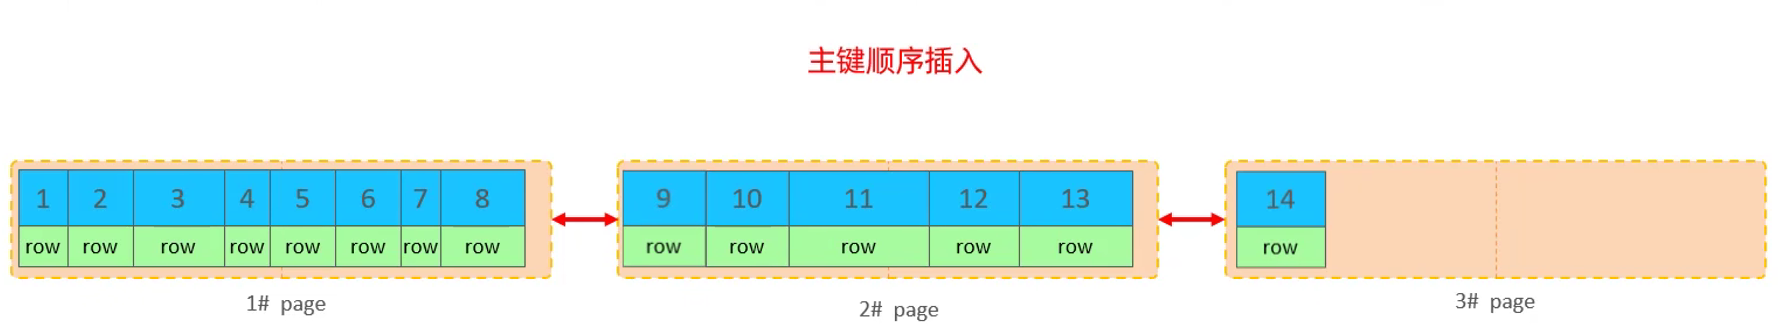 主键顺序插入
1 2 3 4 5 6 7 8
row row row row row row row row
1# page
9 10 11 12 13
row row row row row
2# page
14
row
3# page